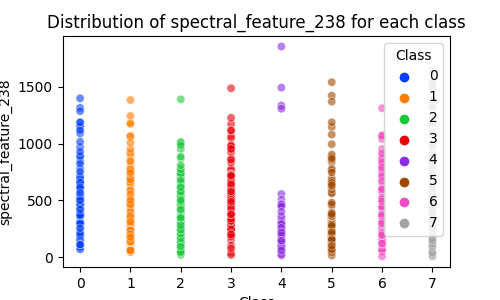 Distribution of spectral_feature_238 for each class
spectral_feature_238
1500
1000
500
0
Class
0
1
2
3
4
5
6
7
0 1 2 3 4 5 6 7
Class